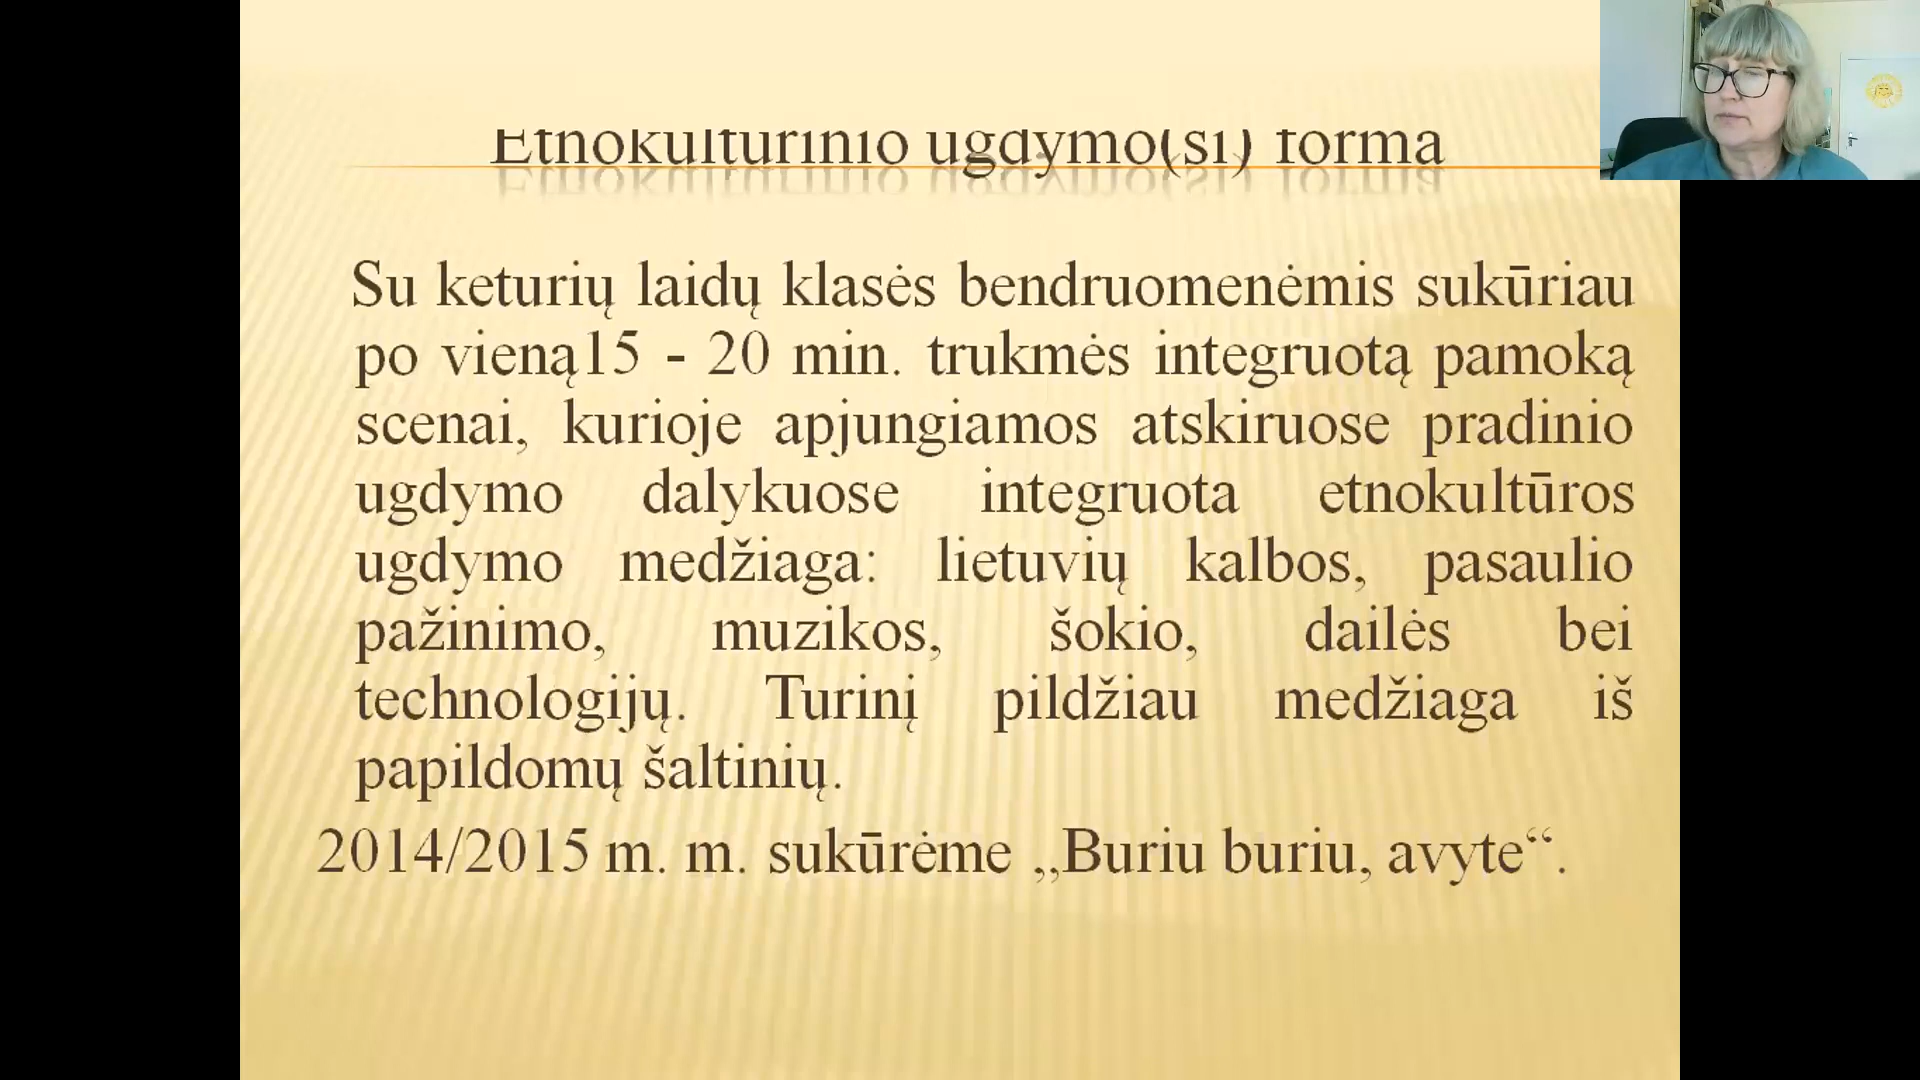 Etnokultūrinio ugdymo(si) forma
Su keturių laidų klasės bendruomenėmis sukūriau
po vieną15 - 20 min. trukmės integruotą pamoką
scenai, kurioje apjungiamos atskiruose pradinio
ugdymo dalykuose integruota etnokultūros
ugdymo medžiaga: lietuvių kalbos, pasaulio
pažinimo, muzikos, šokio, dailės bei
technologijų. Turinį pildžiau medžiaga iš
papildomų šaltinių.
2014/2015 m. m. sukūrėme „Buriu buriu, avyte“.